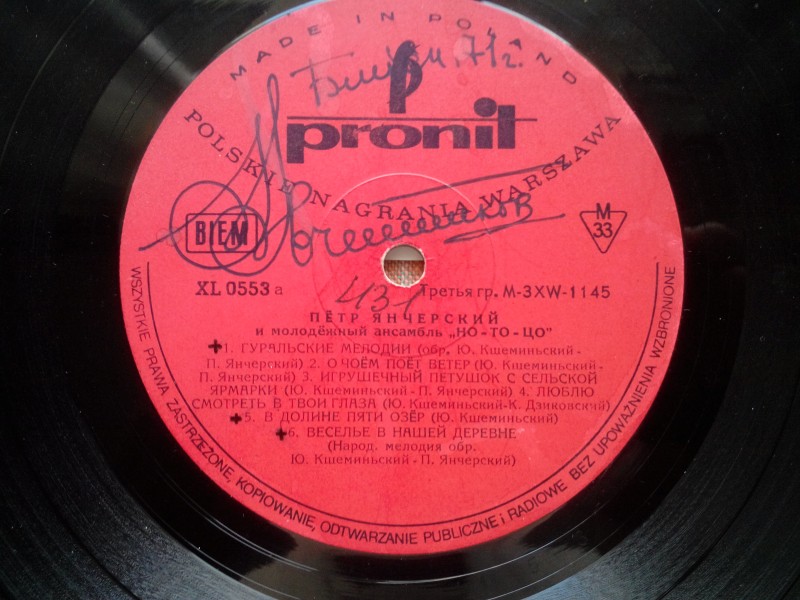 MADE IN POLAND
71г.
pronit
POLSKIE NAGRANIA WARSZAWA
BIEM
M
33
XL 0553 a
431
Третья гр. M-3XW-1145
ПЁТР ЯНЧЕРСКИЙ
и молодёжный ансамбль „НО-ТО-ЦО"
+1. ГУРАЛЬСКИЕ МЕЛОДИИ (обр. Ю. Кшеминьский -
П. Янчерский) 2. О ЧОЁМ ПОЁТ ВЕТЕР (Ю. Кшеминьский -
П. Янчерский) 3. ИГРУШЕЧНЫЙ ПЕТУШОК С СЕЛЬСКОЙ
ЯРМАРКИ (Ю. Кшеминьский - П. Янчерский) 4. ЛЮБЛЮ
СМОТРЕТЬ В ТВОИ ГЛАЗА (Ю. Кшеминьский-К. Дзиковский)
+5. В ДОЛИНЕ ПЯТИ ОЗЁР (Ю. Кшеминьский)
+6. ВЕСЕЛЬЕ В НАШЕЙ ДЕРЕВНЕ
(Народ. мелодия обр.
Ю. Кшеминьский - П. Янчерский)
WSZYSTKIE PRAWA ZASTRZEŻONE, KOPIOWANIE, ODTWARZANIE PUBLICZNE i RADIOWE BEZ UPOWAŻNIENIA WZBRONIONE